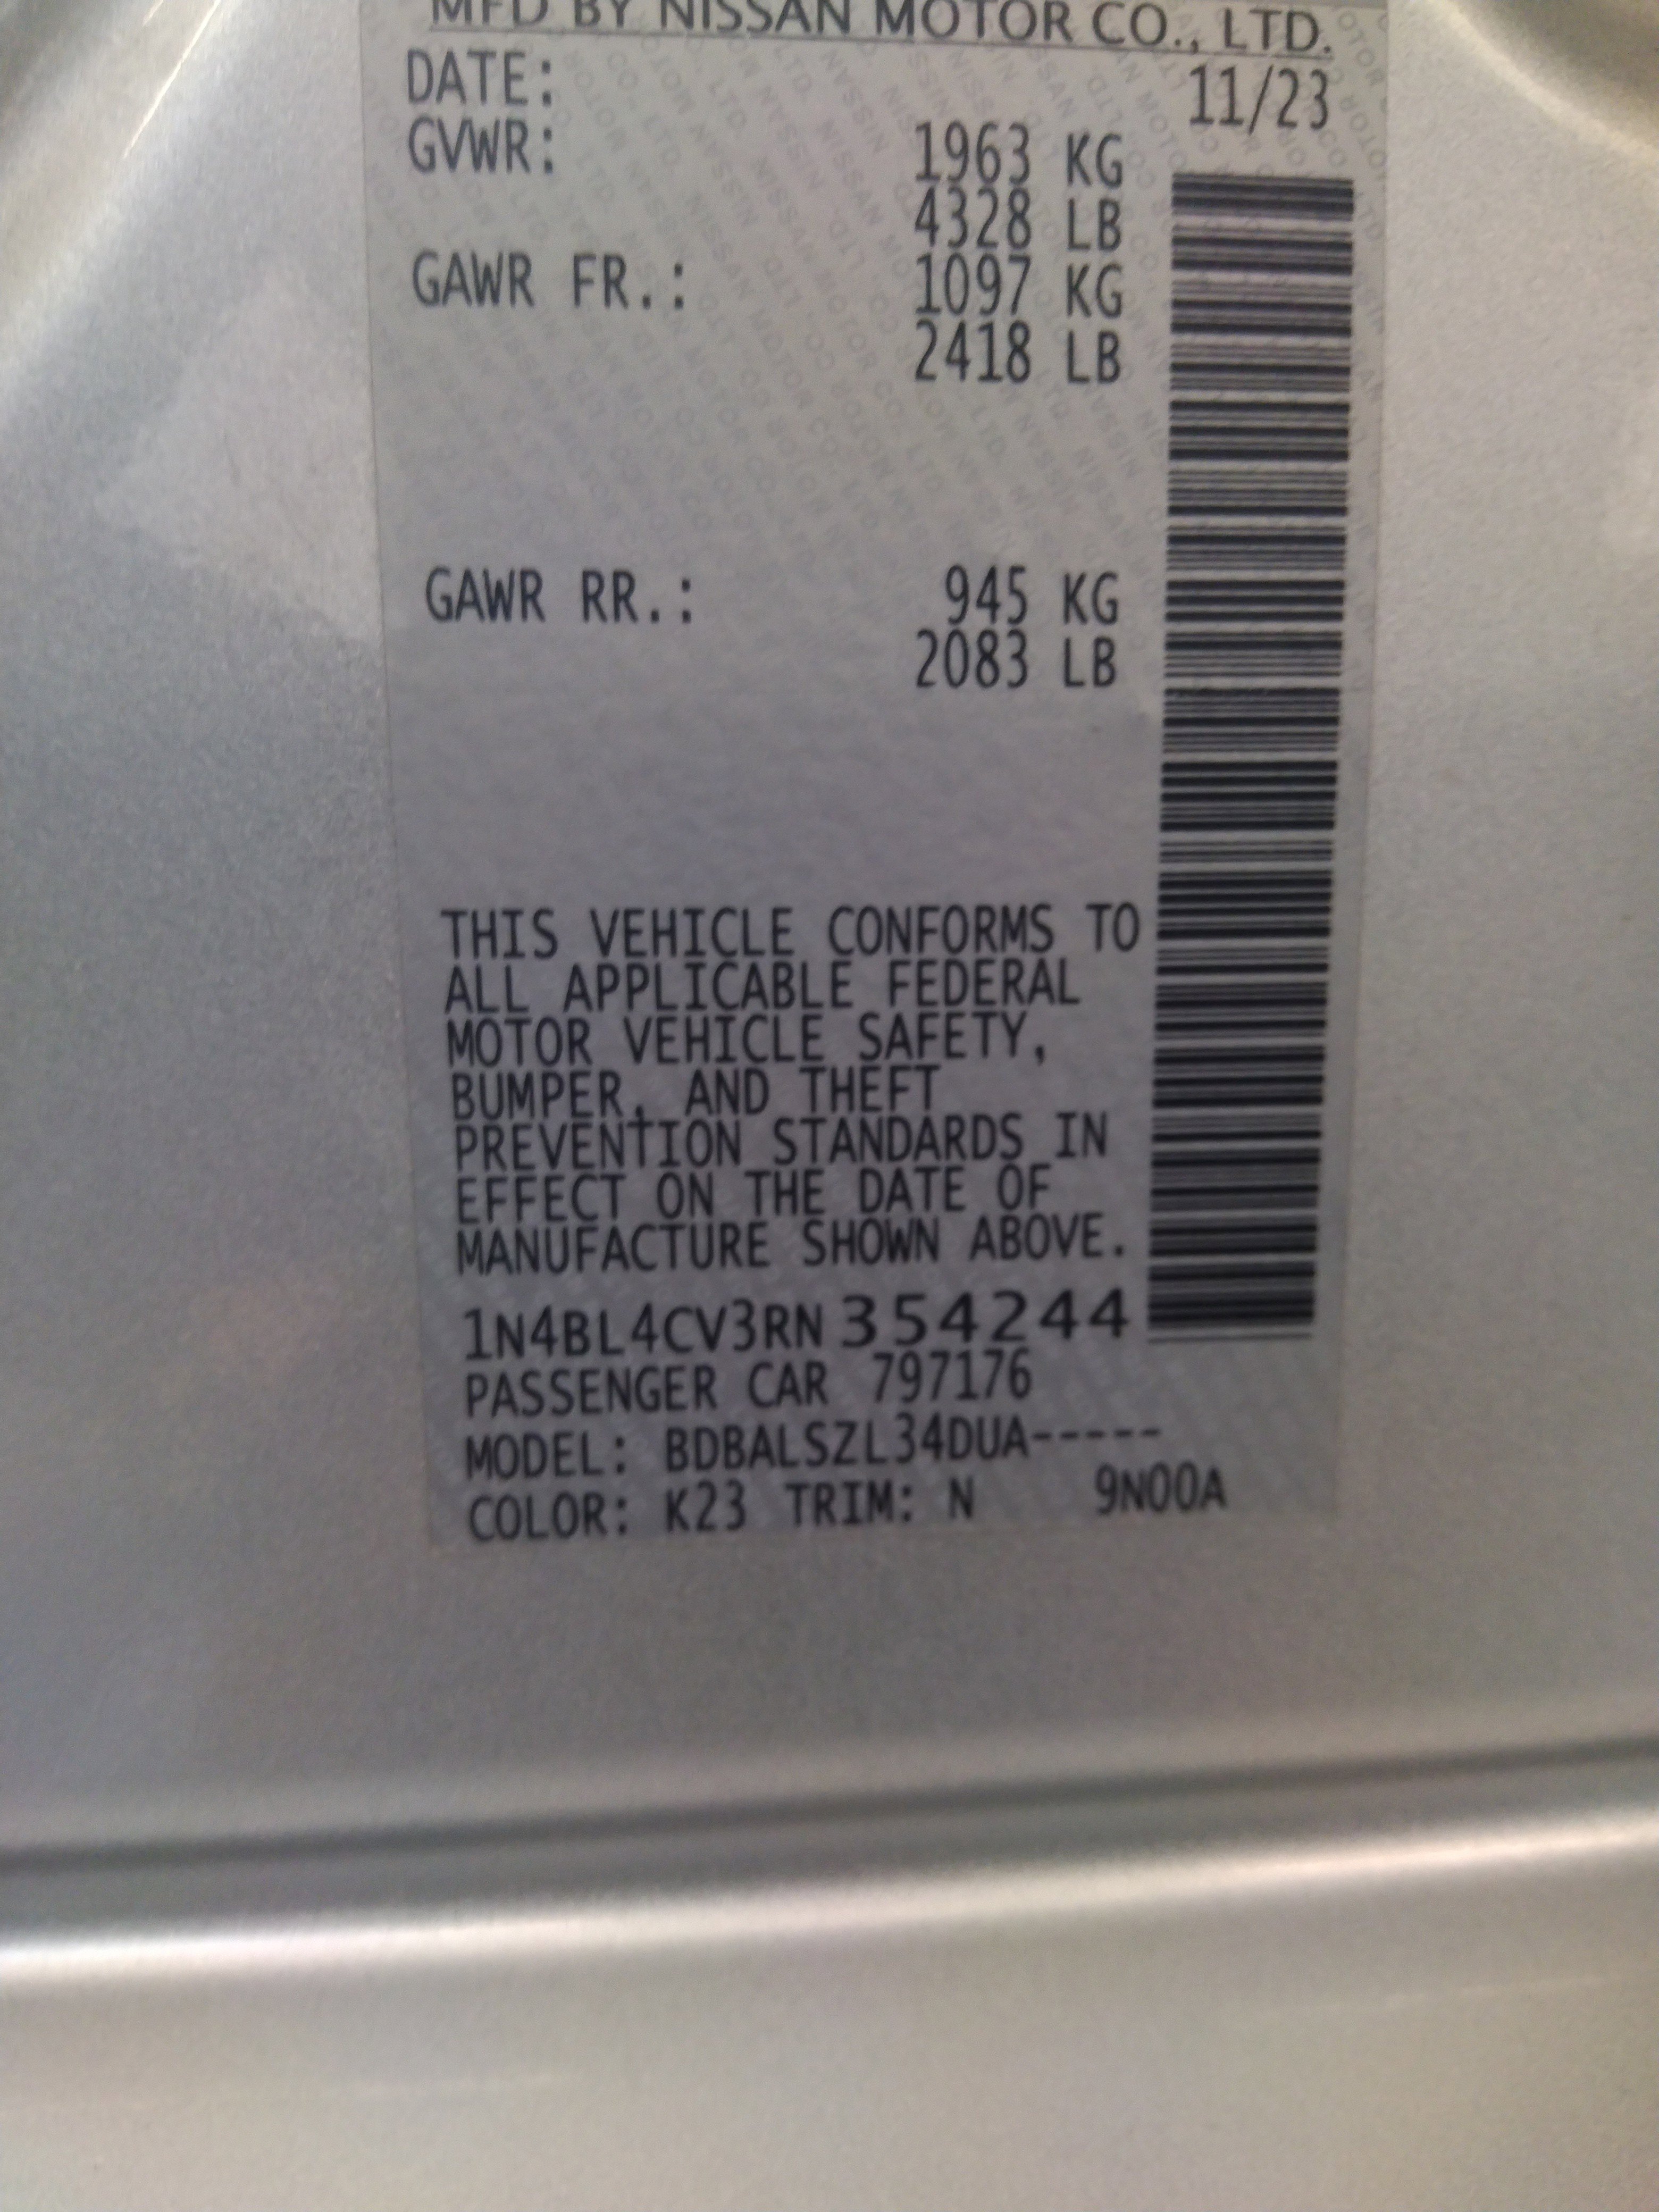 MFD BY NISSAN MOTOR CO., LTD.
DATE: 11/23
GVWR: 1963 KG
4328 LB
GAWR FR.: 1097 KG
2418 LB
GAWR RR.: 945 KG
2083 LB
THIS VEHICLE CONFORMS TO
ALL APPLICABLE FEDERAL
MOTOR VEHICLE SAFETY,
BUMPER, AND THEFT
PREVENTION STANDARDS IN
EFFECT ON THE DATE OF
MANUFACTURE SHOWN ABOVE.
1N4BL4CV3RN354244
PASSENGER CAR 797176
MODEL: BDBALSZL34DUA-----
COLOR: K23 TRIM: N 9N00A